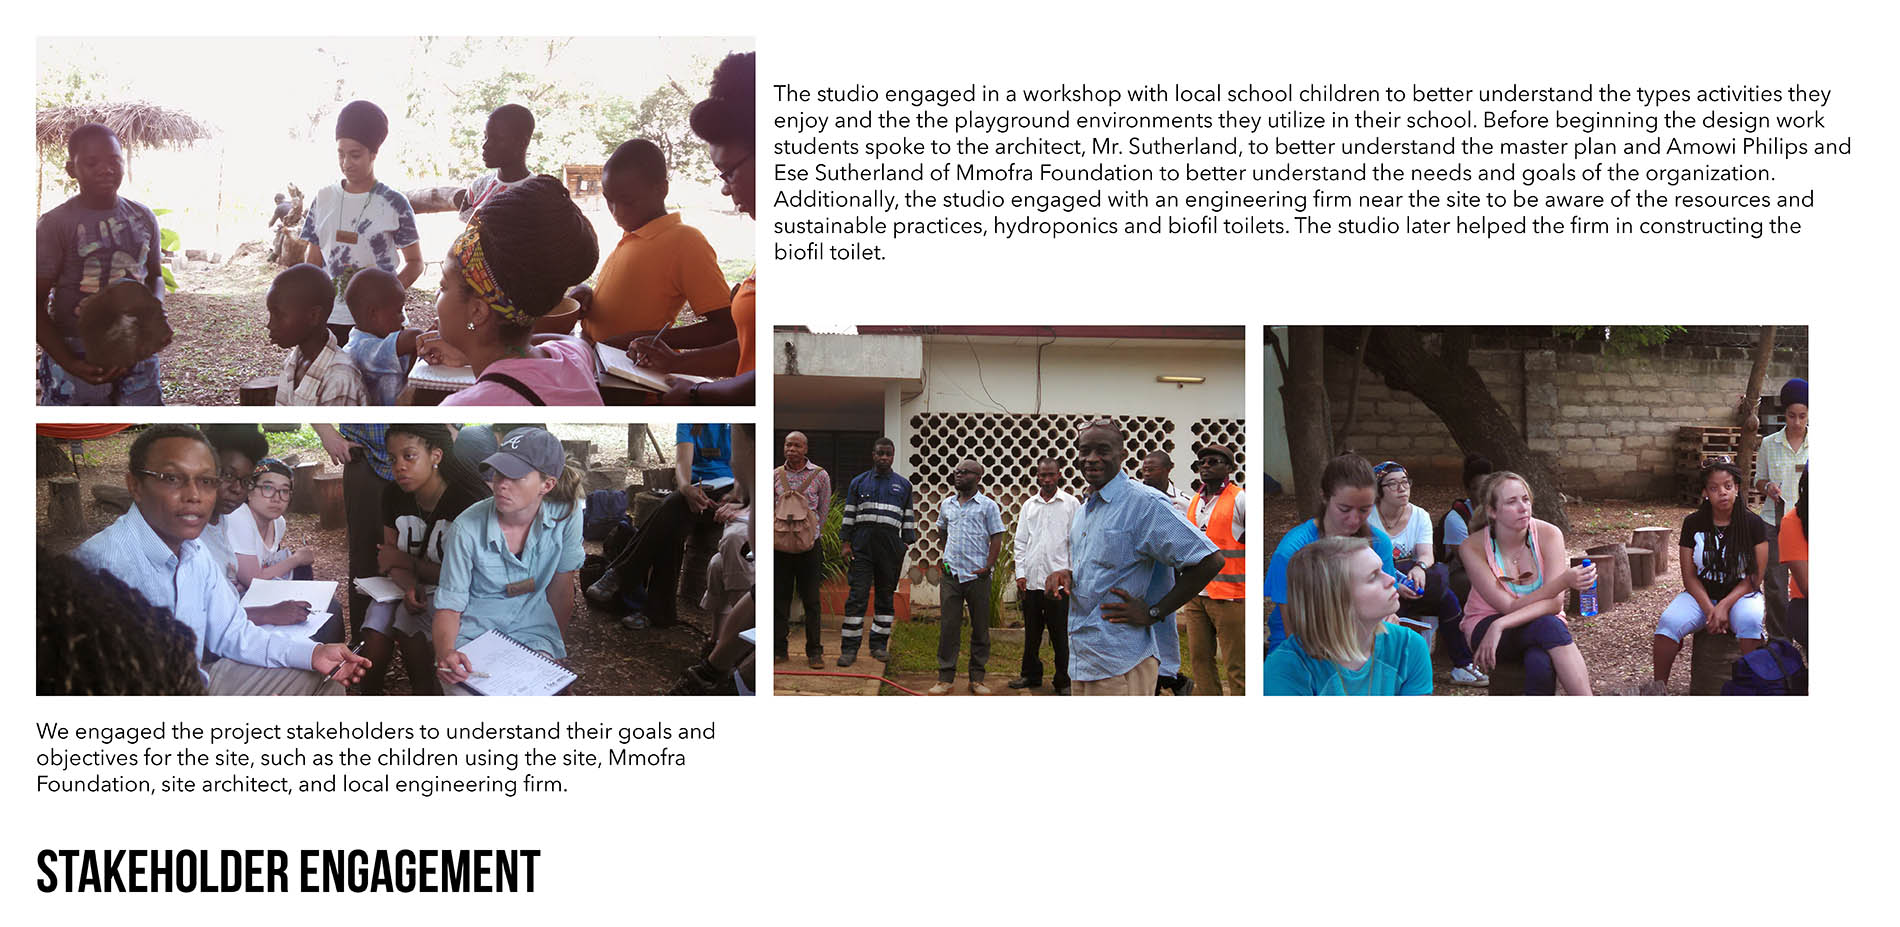 The studio engaged in a workshop with local school children to better understand the types activities they
enjoy and the the playground environments they utilize in their school. Before beginning the design work
students spoke to the architect, Mr. Sutherland, to better understand the master plan and Amowi Philips and
Ese Sutherland of Mmofra Foundation to better understand the needs and goals of the organization.
Additionally, the studio engaged with an engineering firm near the site to be aware of the resources and
sustainable practices, hydroponics and biofil toilets. The studio later helped the firm in constructing the
biofil toilet.
We engaged the project stakeholders to understand their goals and
objectives for the site, such as the children using the site, Mmofra
Foundation, site architect, and local engineering firm.
STAKEHOLDER ENGAGEMENT